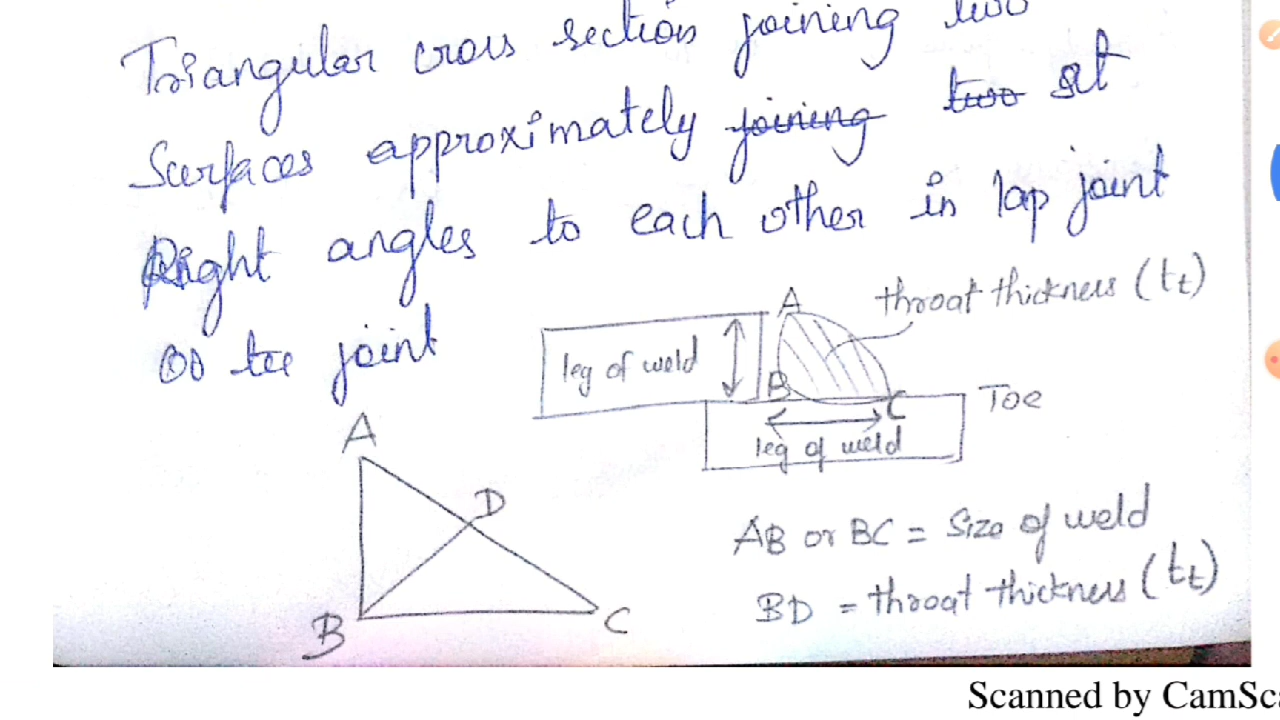 Triangular cross section joining two
Surfaces approximately joining two at
Right angles to each other in lap joint
or tee joint
A
throat thickness (tt)
leg of weld
B
C
Toe
leg of weld
A
D
B
C
AB or BC = Size of weld
BD = throat thickness (tt)
Scanned by CamSc